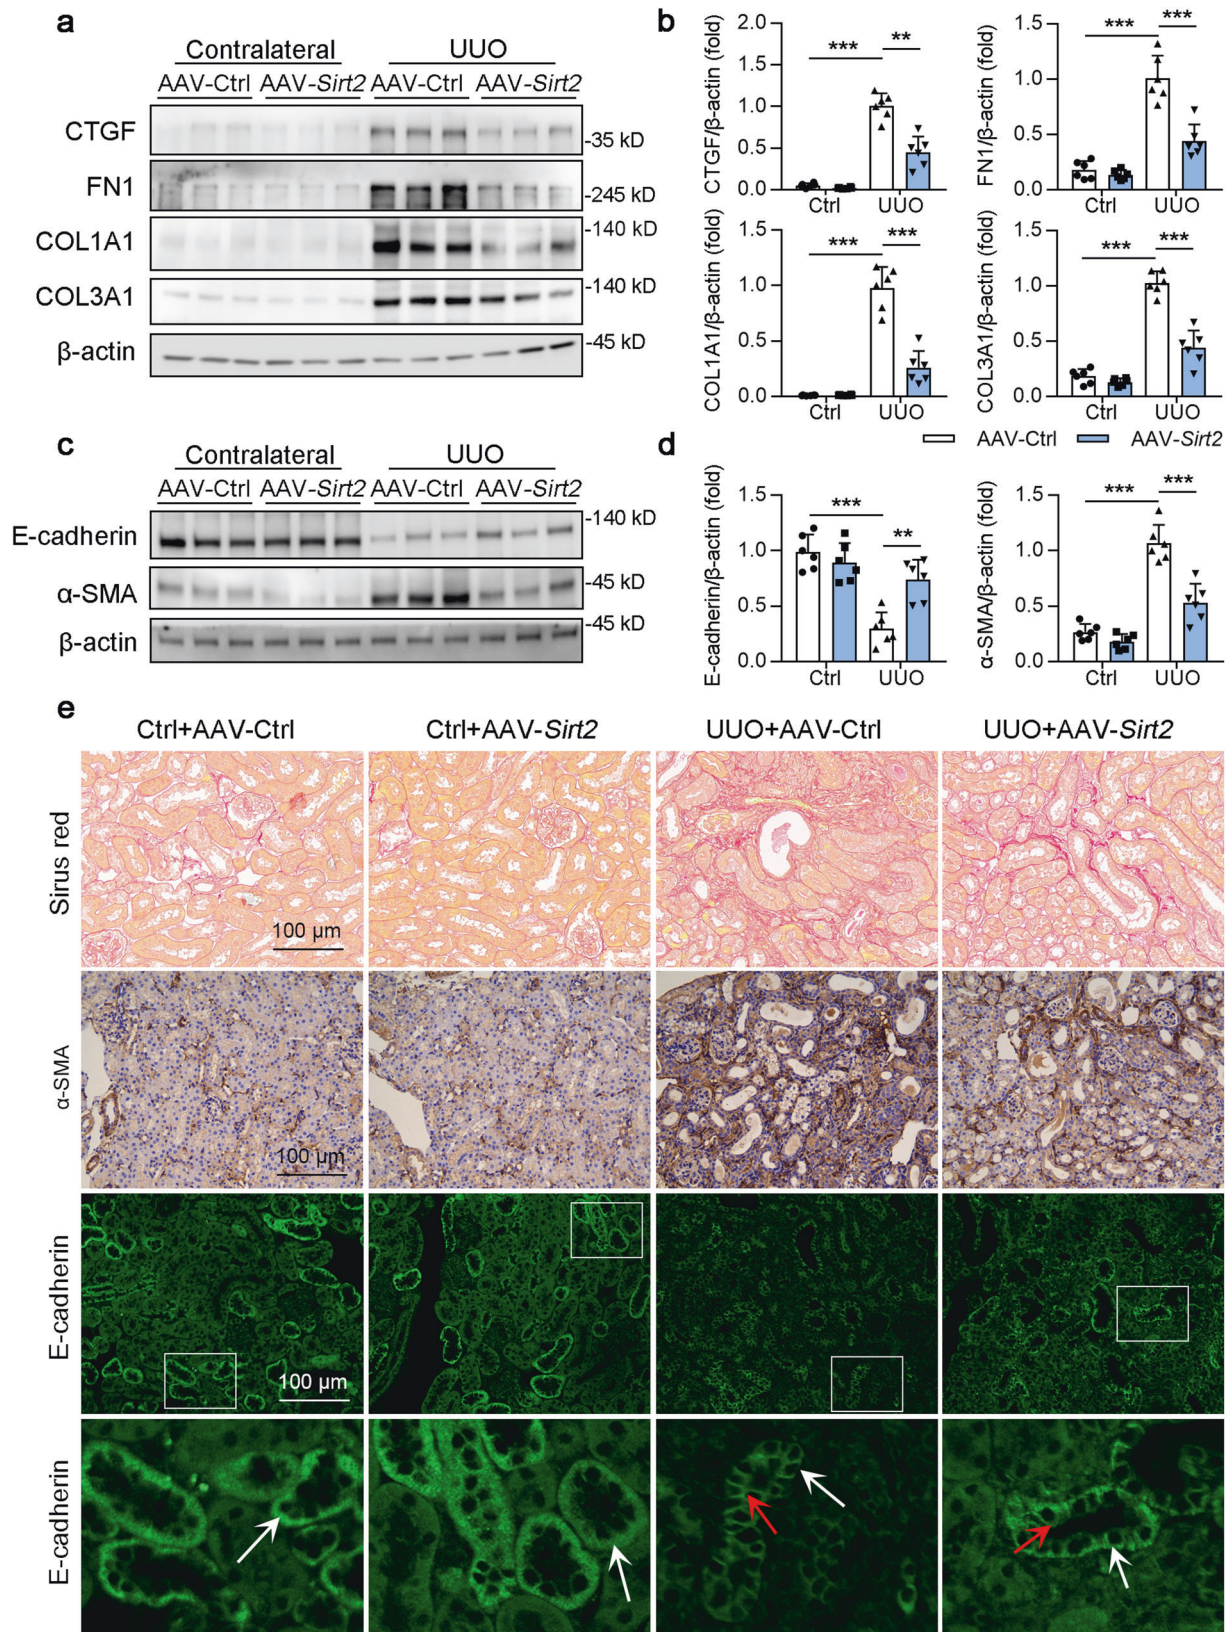 a
Contralateral UUO
AAV-Ctrl AAV-Sirt2 AAV-Ctrl AAV-Sirt2
CTGF
-35 kD
FN1
-245 kD
COL1A1
-140 kD
COL3A1
-140 kD
β-actin
-45 kD
b
CTGF/β-actin (fold)
2.0
1.5
1.0
0.5
0.0
*** **
Ctrl UUO
FN1/β-actin (fold)
1.5
1.0
0.5
0.0
*** ***
Ctrl UUO
COL1A1/β-actin (fold)
1.5
1.0
0.5
0.0
*** ***
Ctrl UUO
COL3A1/β-actin (fold)
1.5
1.0
0.5
0.0
*** ***
Ctrl UUO
AAV-Ctrl AAV-Sirt2
c
Contralateral UUO
AAV-Ctrl AAV-Sirt2 AAV-Ctrl AAV-Sirt2
E-cadherin
-140 kD
α-SMA
-45 kD
β-actin
-45 kD
d
E-cadherin/β-actin (fold)
1.5
1.0
0.5
0.0
*** **
Ctrl UUO
α-SMA/β-actin (fold)
1.5
1.0
0.5
0.0
*** ***
Ctrl UUO
e
Ctrl+AAV-Ctrl Ctrl+AAV-Sirt2 UUO+AAV-Ctrl UUO+AAV-Sirt2
Sirus red
100 µm
α-SMA
100 µm
E-cadherin
100 µm
E-cadherin